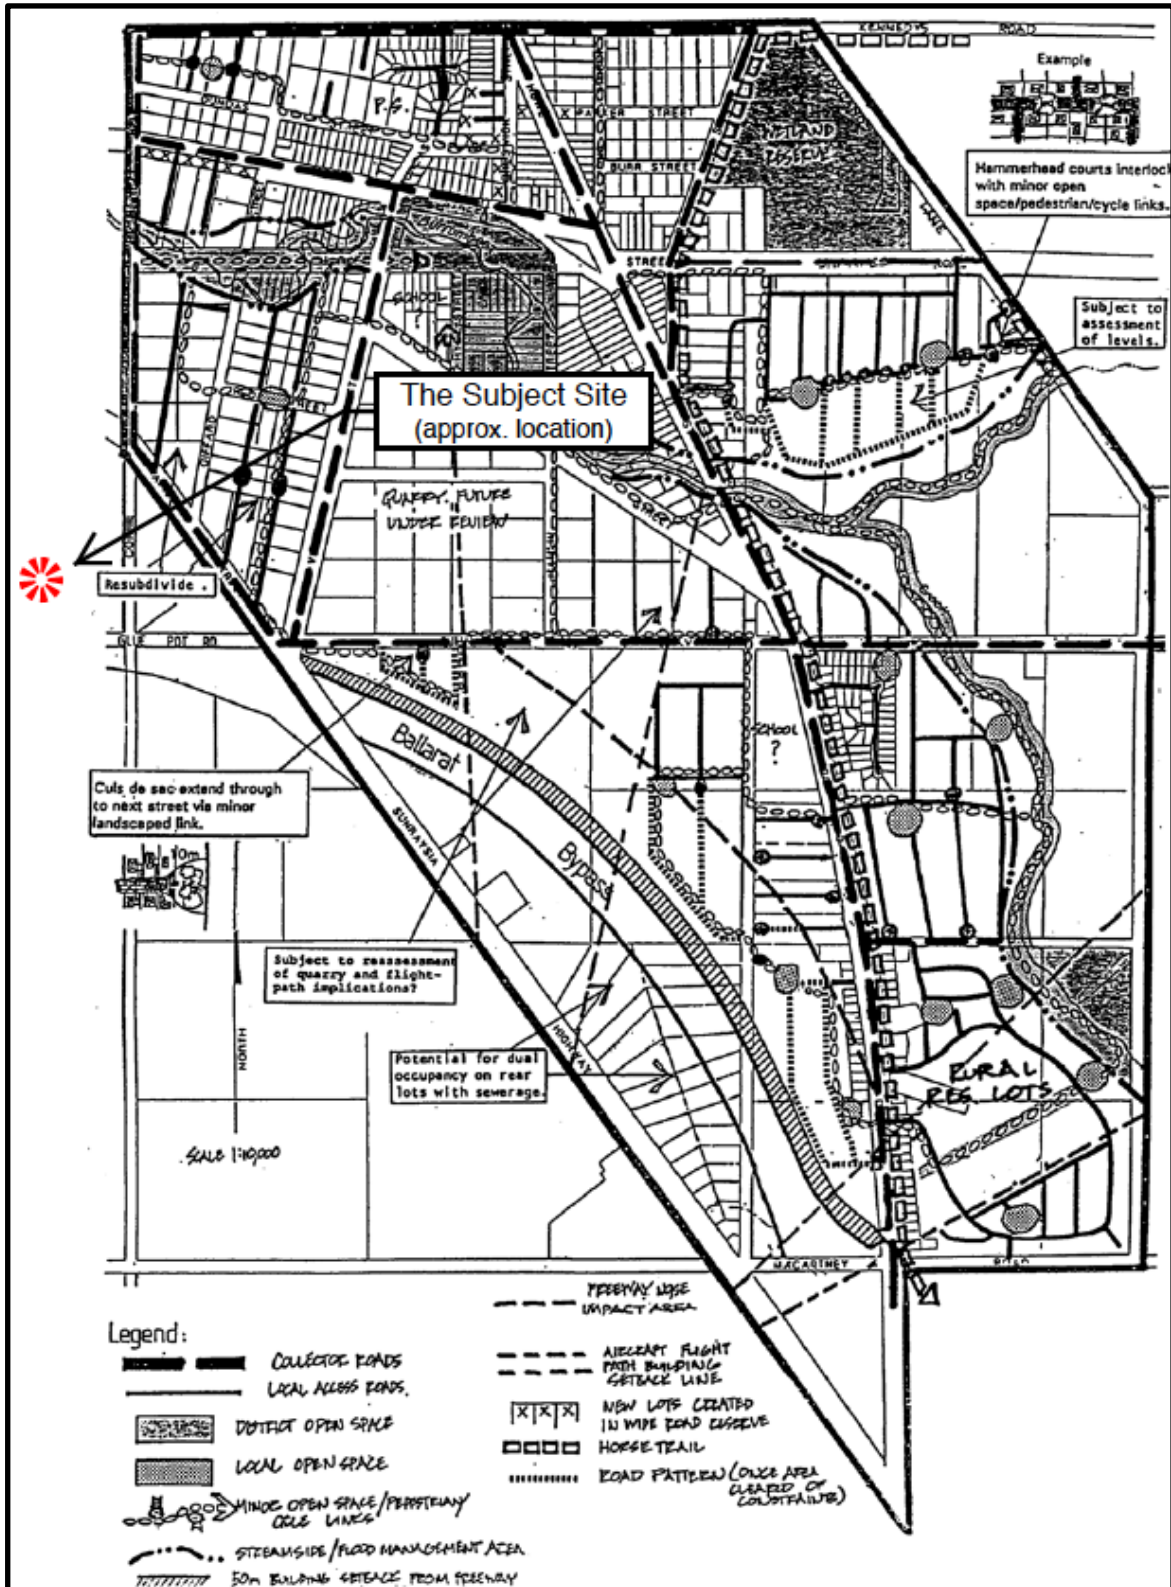 KENNEDYS ROAD
Example
P.S.
DUNDAS
PARKER STREET
WETLAND
RESERVE
BURR STREET
Hammerhead courts interlock
with minor open
space/pedestrian/cycle links.
LANE
STREET
SCHOOL
?
Subject to
assessment
of levels.
The Subject Site
(approx. location)
GIFFARD
STREET
QUARRY FUTURE
UNDER REVIEW
STREET
Resubdivide .
GLUE POT RD
Ballarat
Bypass
SCHOOL
?
Culs de sac extend through
to next street via minor
landscaped link.
10m
SUNRAYSIA
HIGHWAY
Subject to reassessment
of quarry and flight-
path implications?
Potential for dual
occupancy on rear
lots with sewerage.
RURAL
RES. LOTS
NORTH
SCALE 1:10,000
MACARTNEY
Legend:
COLLECTOR ROADS
LOCAL ACCESS ROADS.
DISTRICT OPEN SPACE
LOCAL OPEN SPACE
MINOR OPEN SPACE/PEDESTRIAN/
CYCLE LINKS
STREAMSIDE/FLOOD MANAGEMENT AREA
50m BUILDING SETBACK FROM FREEWAY
FREEWAY NOISE
IMPACT AREA
AIRCRAFT FLIGHT
PATH BUILDING
SETBACK LINE
NEW LOTS CREATED
IN WIDE ROAD RESERVE
HORSE TRAIL
ROAD PATTERN (ONCE AREA
CLEARED OF
CONSTRAINTS)